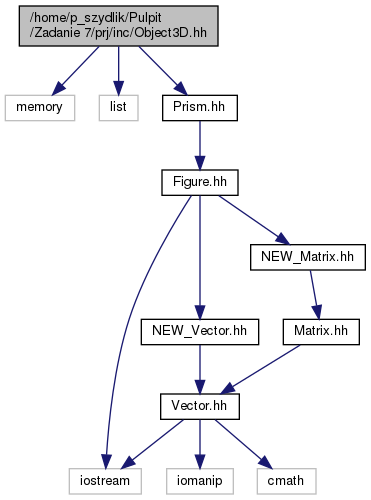 /home/p_szydlik/Pulpit
/Zadanie 7/prj/inc/Object3D.hh
memory
list
Prism.hh
Figure.hh
NEW_Matrix.hh
NEW_Vector.hh
Matrix.hh
Vector.hh
iostream
iomanip
cmath